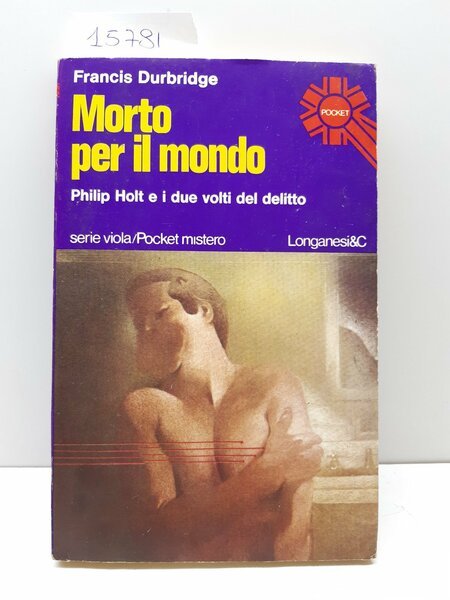 15781
Francis Durbridge
POCKET
Morto
per il mondo
Philip Holt e i due volti del delitto
serie viola/Pocket mistero Longanesi&C